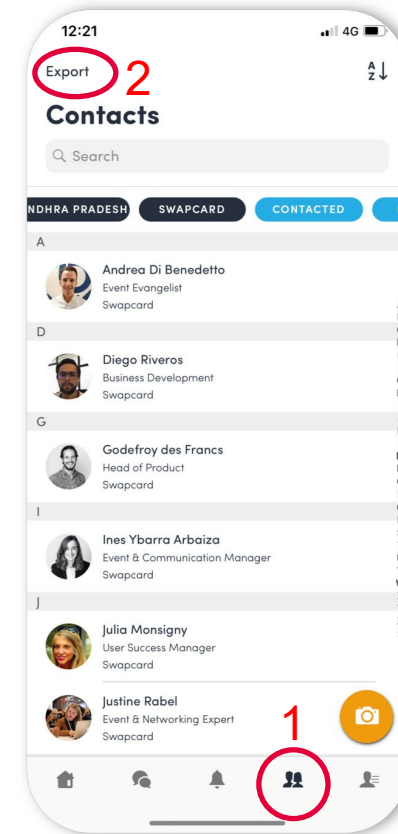 12:21
4G
Export
2
A
Z
Contacts
Search
NDHRA PRADESH
SWAPCARD
CONTACTED
A
Andrea Di Benedetto
Event Evangelist
Swapcard
D
Diego Riveros
Business Development
Swapcard
G
Godefroy des Francs
Head of Product
Swapcard
I
Ines Ybarra Arbaiza
Event & Communication Manager
Swapcard
J
Julia Monsigny
User Success Manager
Swapcard
Justine Rabel
Event & Networking Expert
Swapcard
1